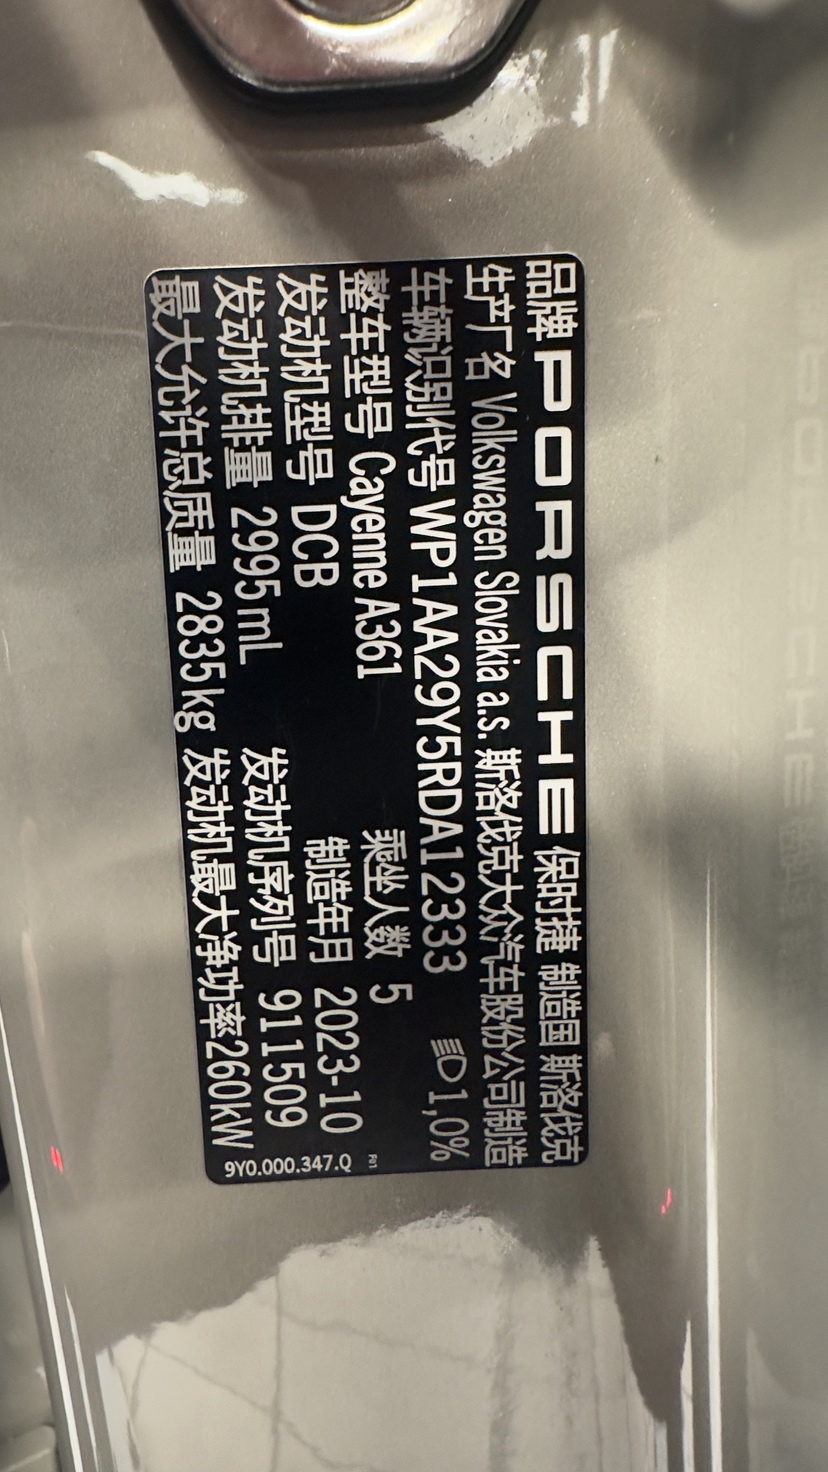 品牌 PORSCHE 保时捷 制造国 斯洛伐克
生产厂名 Volkswagen Slovakia a.s. 斯洛伐克大众汽车股份公司制造
车辆识别代号 WP1AA29Y5RDA12333 1,0%
整车型号 Cayenne A361 乘坐人数 5
发动机型号 DCB 制造年月 2023-10
发动机排量 2995mL 发动机序列号 911509
最大允许总质量 2835kg 发动机最大净功率260kW
9Y0.000.347.Q F01